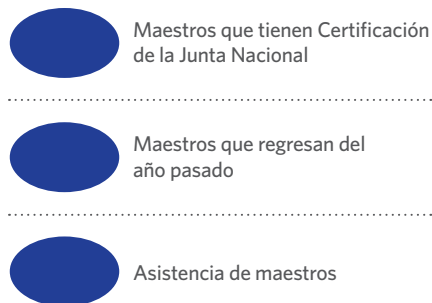 Maestros que tienen Certificación
de la Junta Nacional
Maestros que regresan del
año pasado
Asistencia de maestros